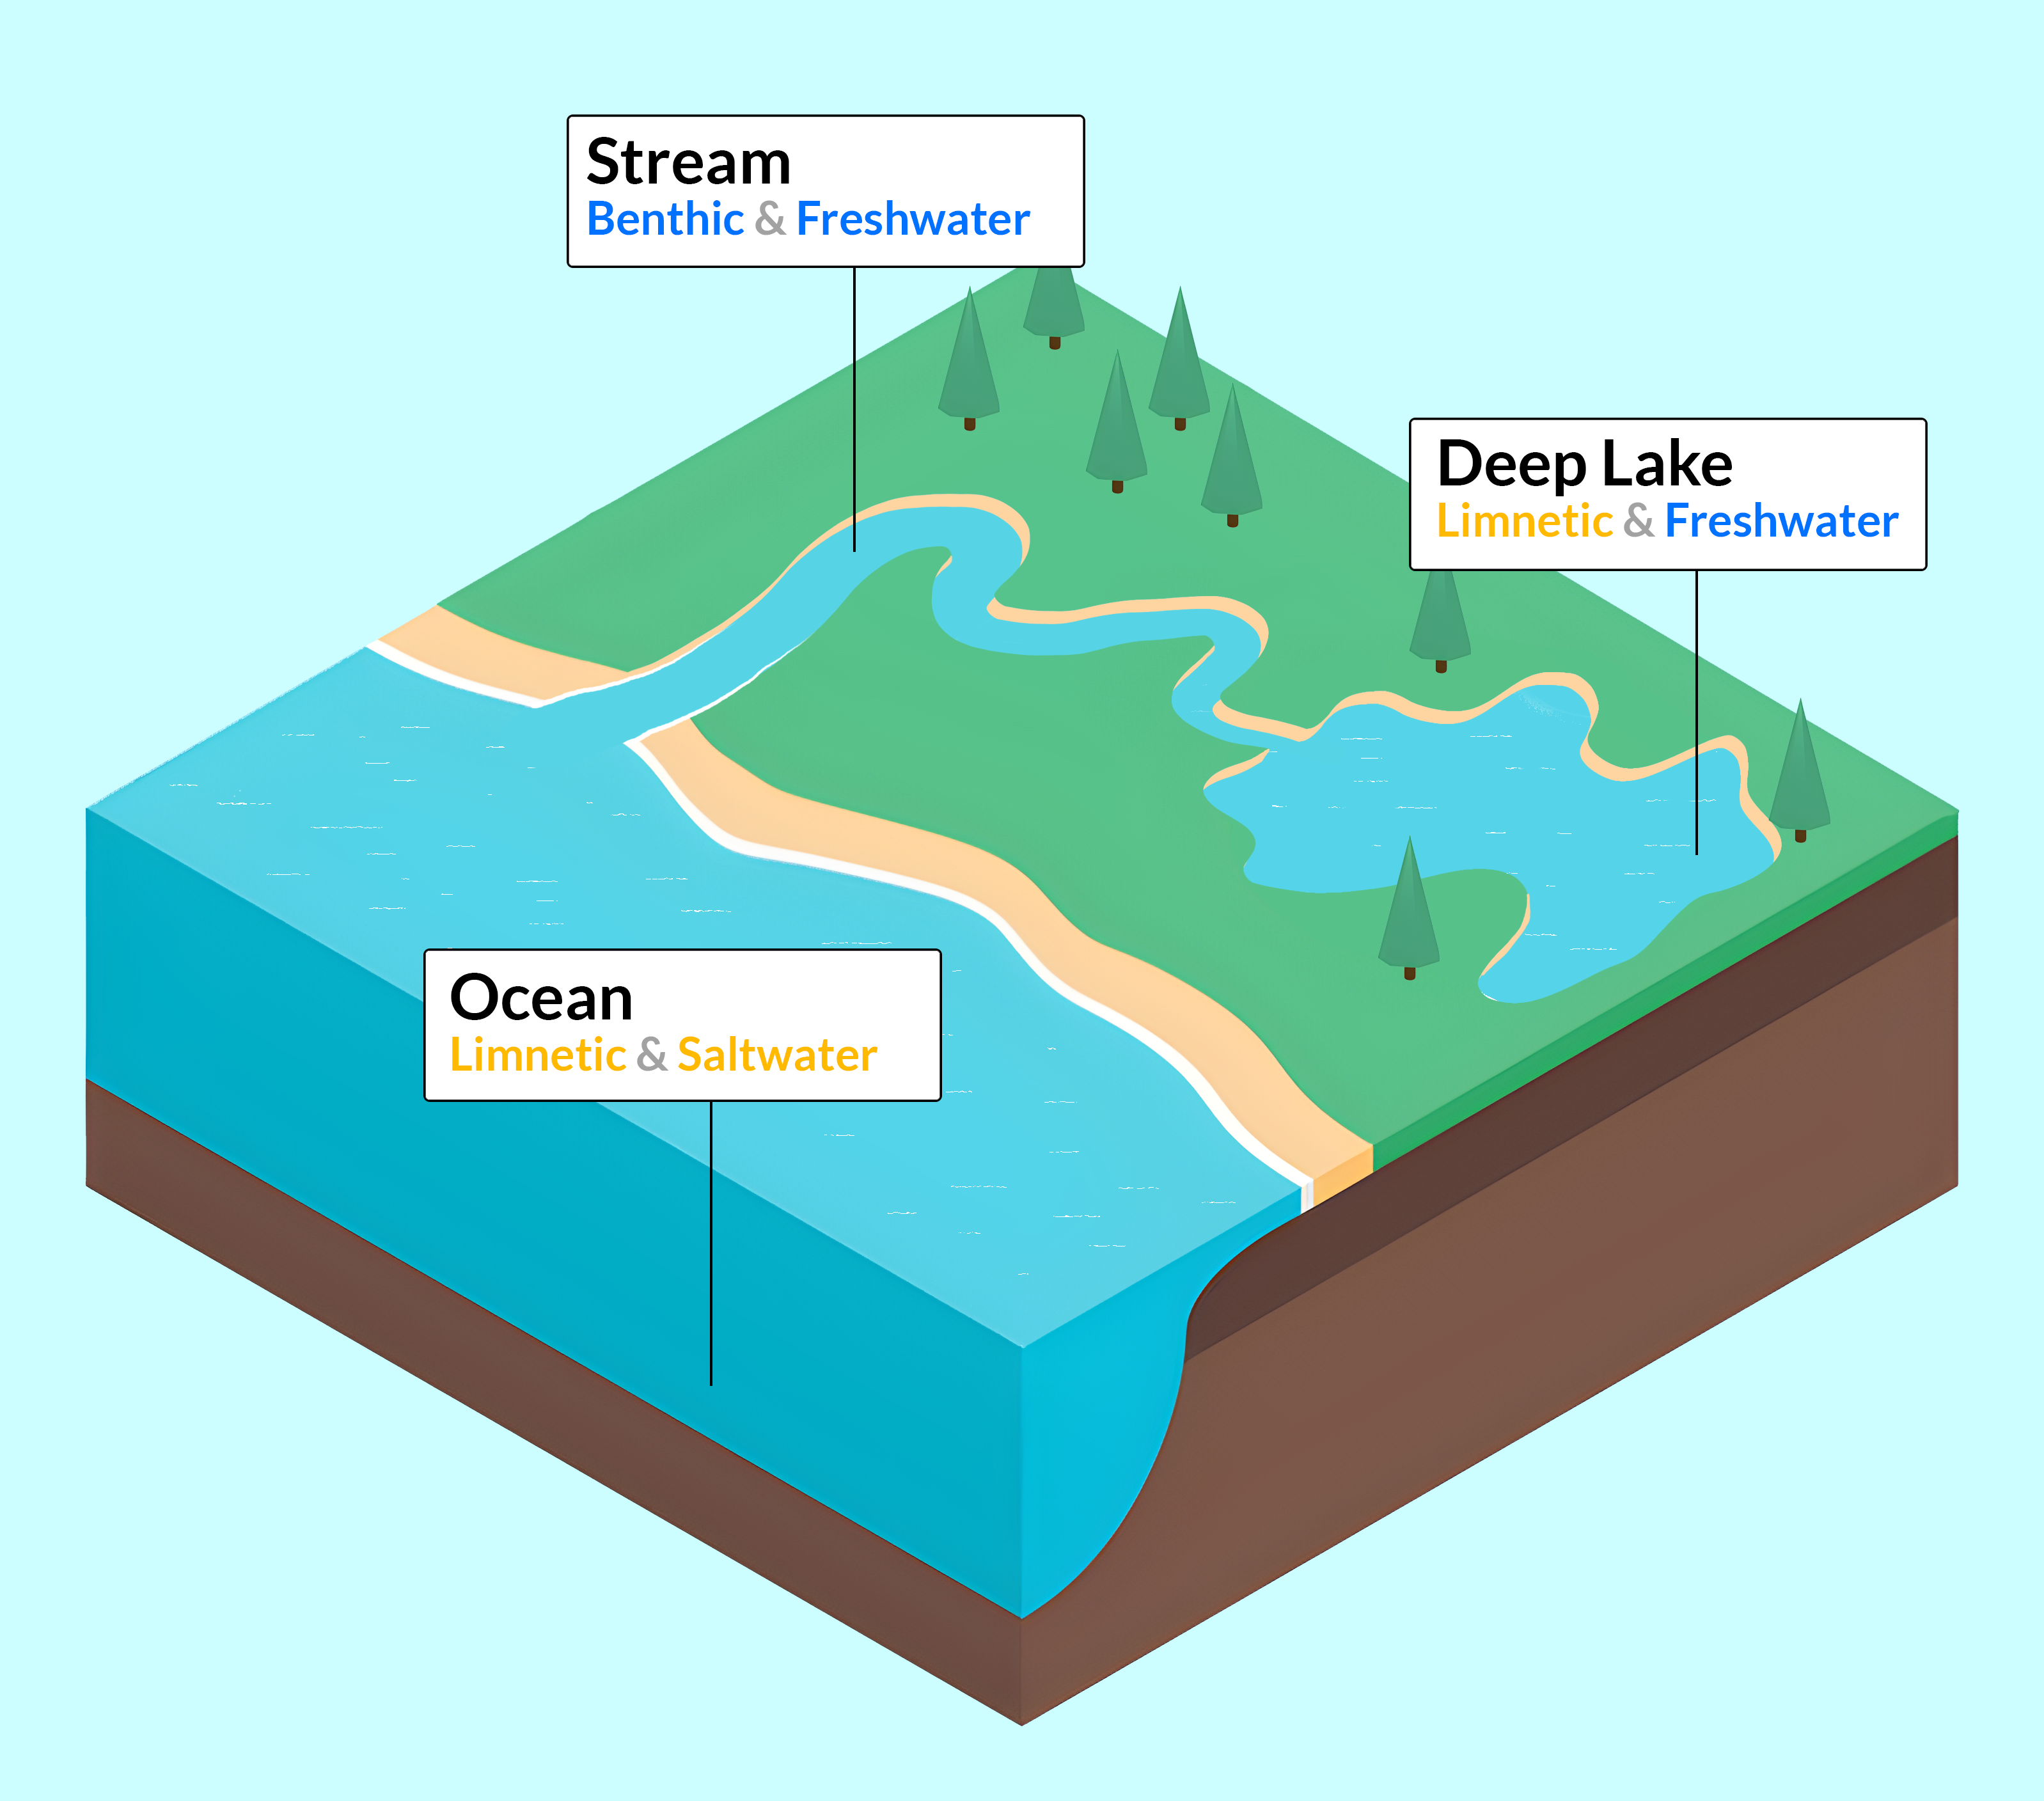 Stream
Benthic & Freshwater
Deep Lake
Limnetic & Freshwater
Ocean
Limnetic & Saltwater